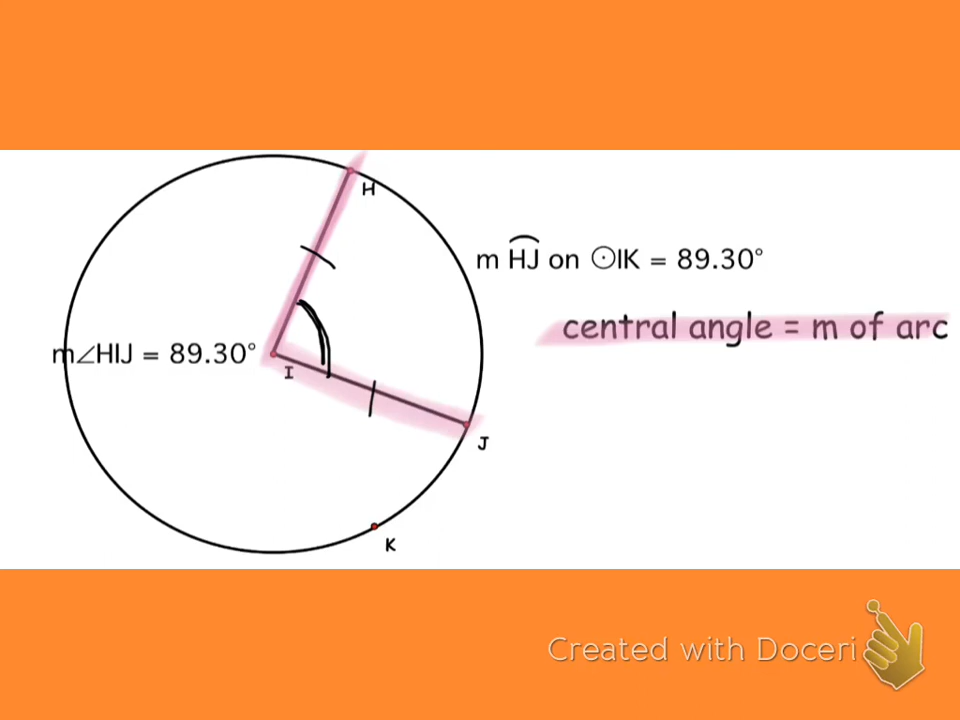 H
m HJ on ⊙IK = 89.30°
central angle = m of arc
m∠HIJ = 89.30°
I
J
K
Created with Doceri